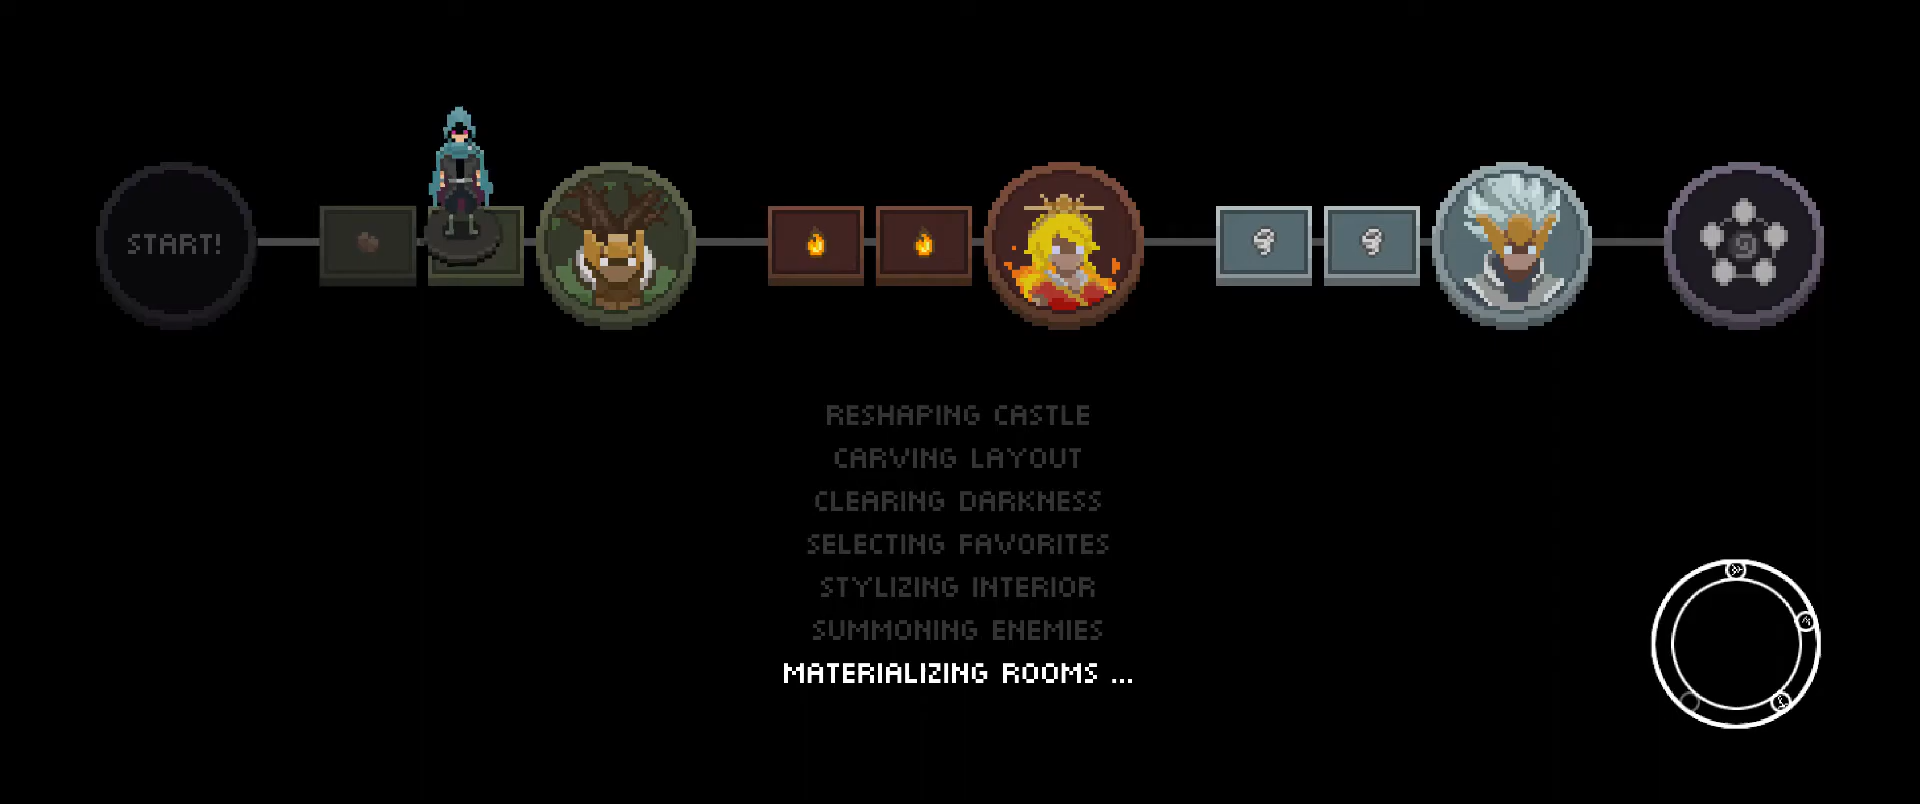 START!
RESHAPING CASTLE
CARVING LAYOUT
CLEARING DARKNESS
SELECTING FAVORITES
STYLIZING INTERIOR
SUMMONING ENEMIES
MATERIALIZING ROOMS ...